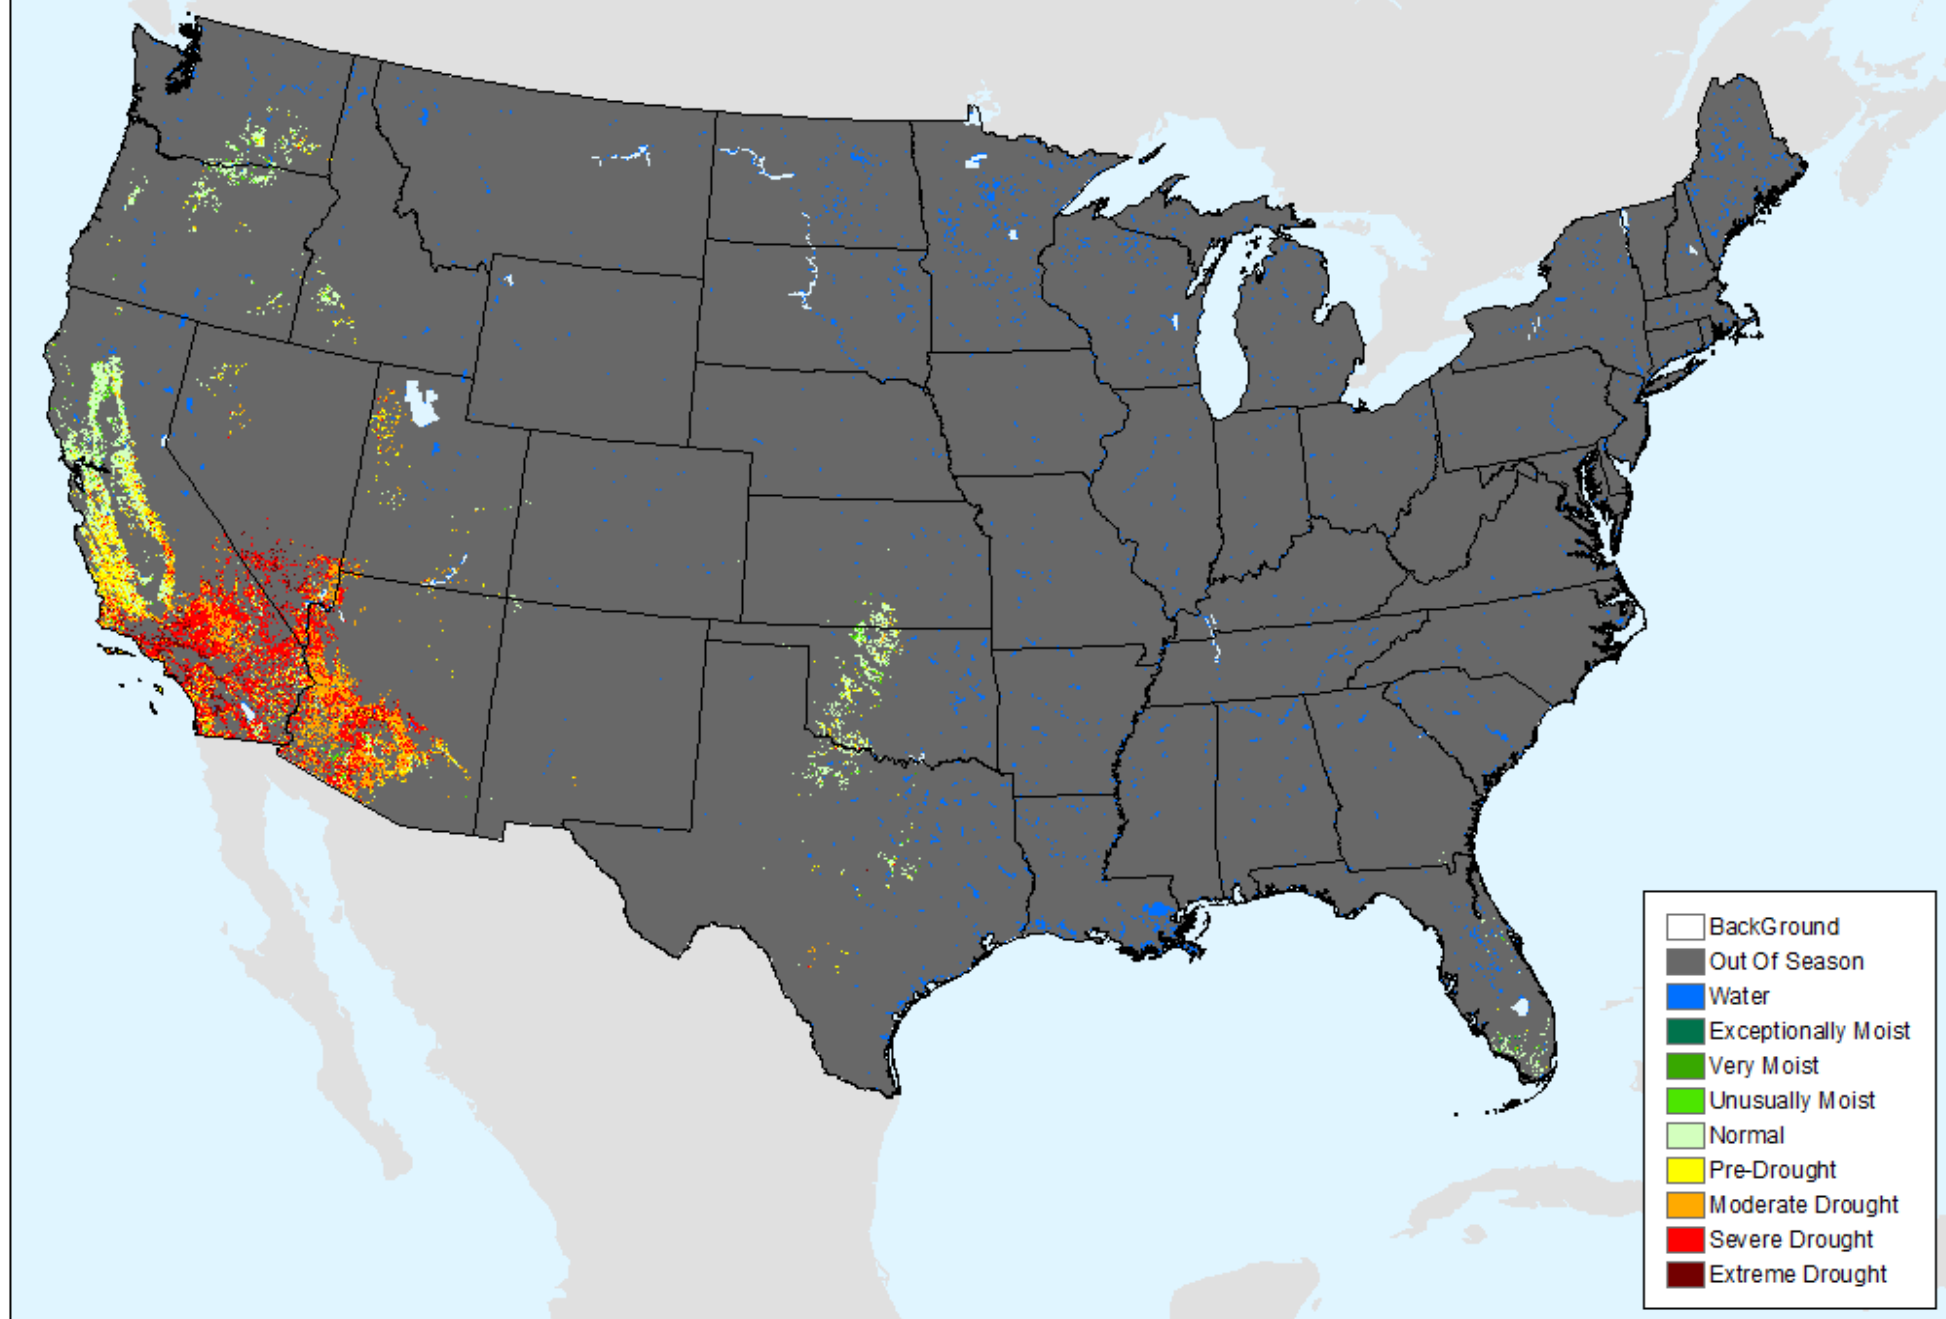 BackGround
Out Of Season
Water
Exceptionally Moist
Very Moist
Unusually Moist
Normal
Pre-Drought
Moderate Drought
Severe Drought
Extreme Drought